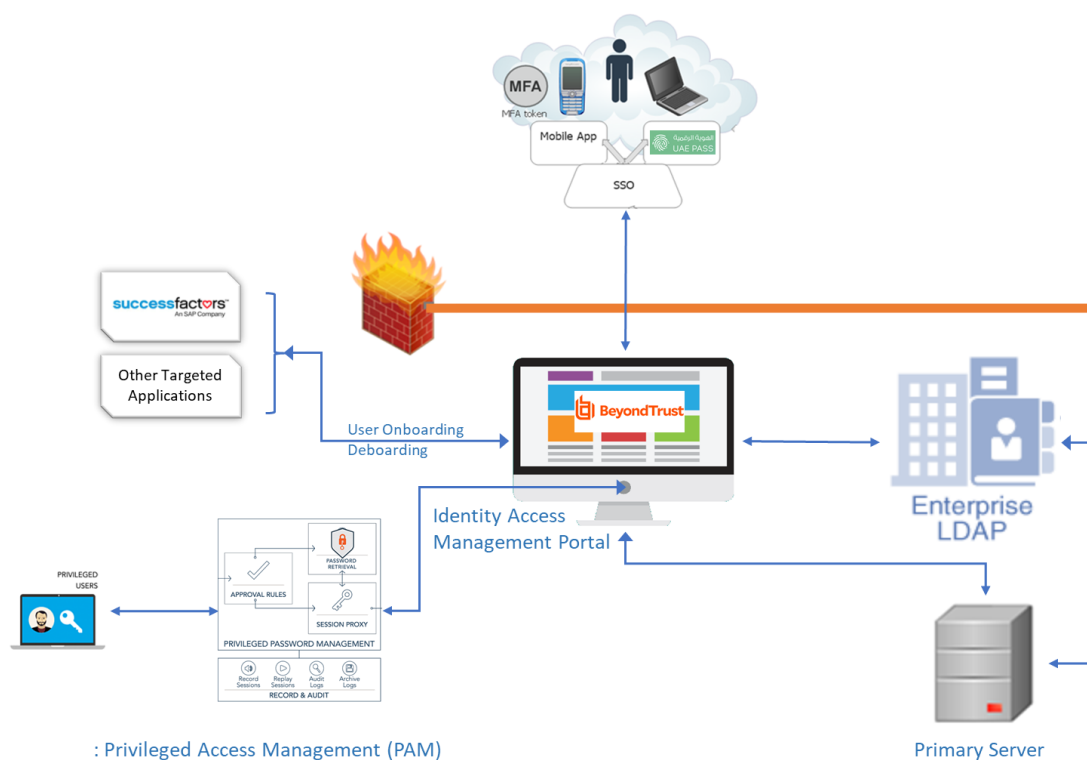 MFA
MFA token
Mobile App
الهوية الرقمية
UAE PASS
SSO
successfactors™
An SAP Company
Other Targeted
Applications
BeyondTrust
User Onboarding
Deboarding
Enterprise
LDAP
Identity Access
Management Portal
PRIVILEGED
USERS
APPROVAL RULES
PASSWORD
RETRIEVAL
SESSION PROXY
PRIVILEGED PASSWORD MANAGEMENT
Record
Sessions
Replay
Sessions
Audit
Logs
Archive
Logs
RECORD & AUDIT
: Privileged Access Management (PAM)
Primary Server